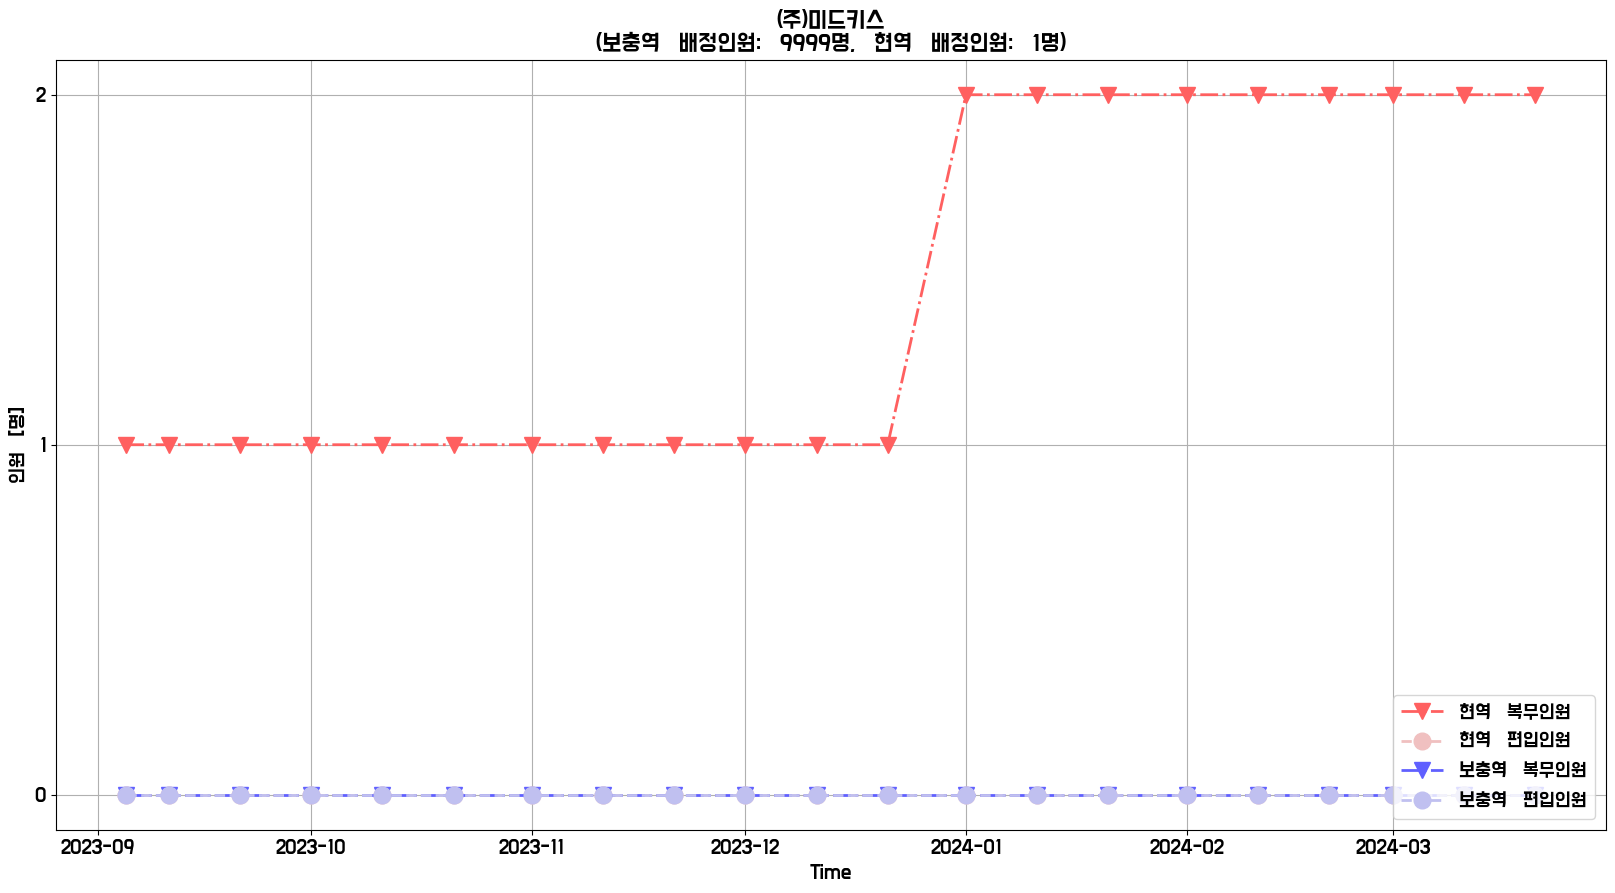 (주)미드키스
(보충역 배정인원: 9999명, 현역 배정인원: 1명)
인원 [명]
2
1
0
2023-09
2023-10
2023-11
2023-12
2024-01
2024-02
2024-03
Time
현역 복무인원
현역 편입인원
보충역 복무인원
보충역 편입인원